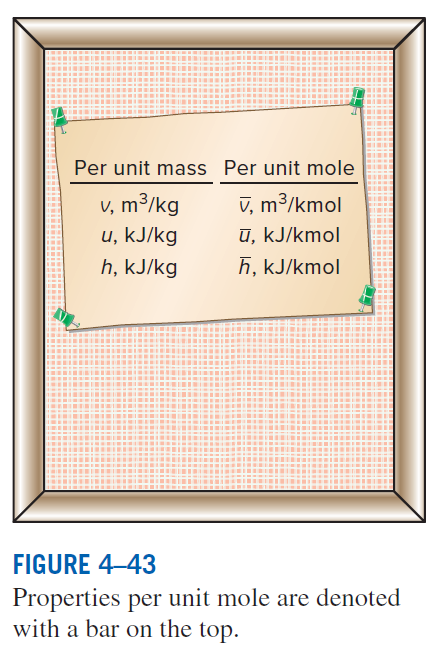 Per unit mass Per unit mole
v, m³/kg v̅, m³/kmol
u, kJ/kg u̅, kJ/kmol
h, kJ/kg h̅, kJ/kmol
FIGURE 4–43
Properties per unit mole are denoted
with a bar on the top.